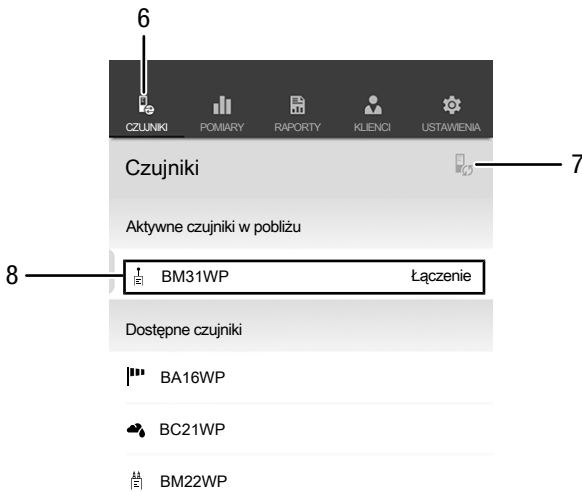 6
CZUJNIKI POMIARY RAPORTY KLIENCI USTAWIENIA
Czujniki
7
Aktywne czujniki w pobliżu
8
BM31WP Łączenie
Dostępne czujniki
BA16WP
BC21WP
BM22WP